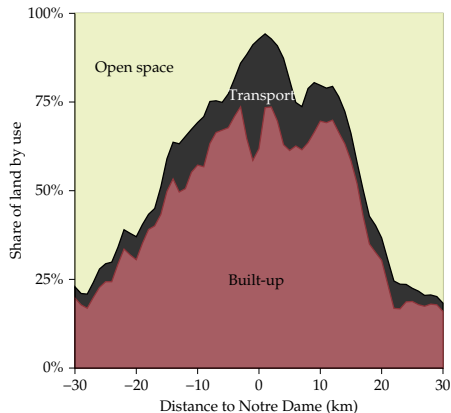 100%
75%
50%
25%
0%
Share of land by use
Open space
Transport
Built-up
−30 −20 −10 0 10 20 30
Distance to Notre Dame (km)